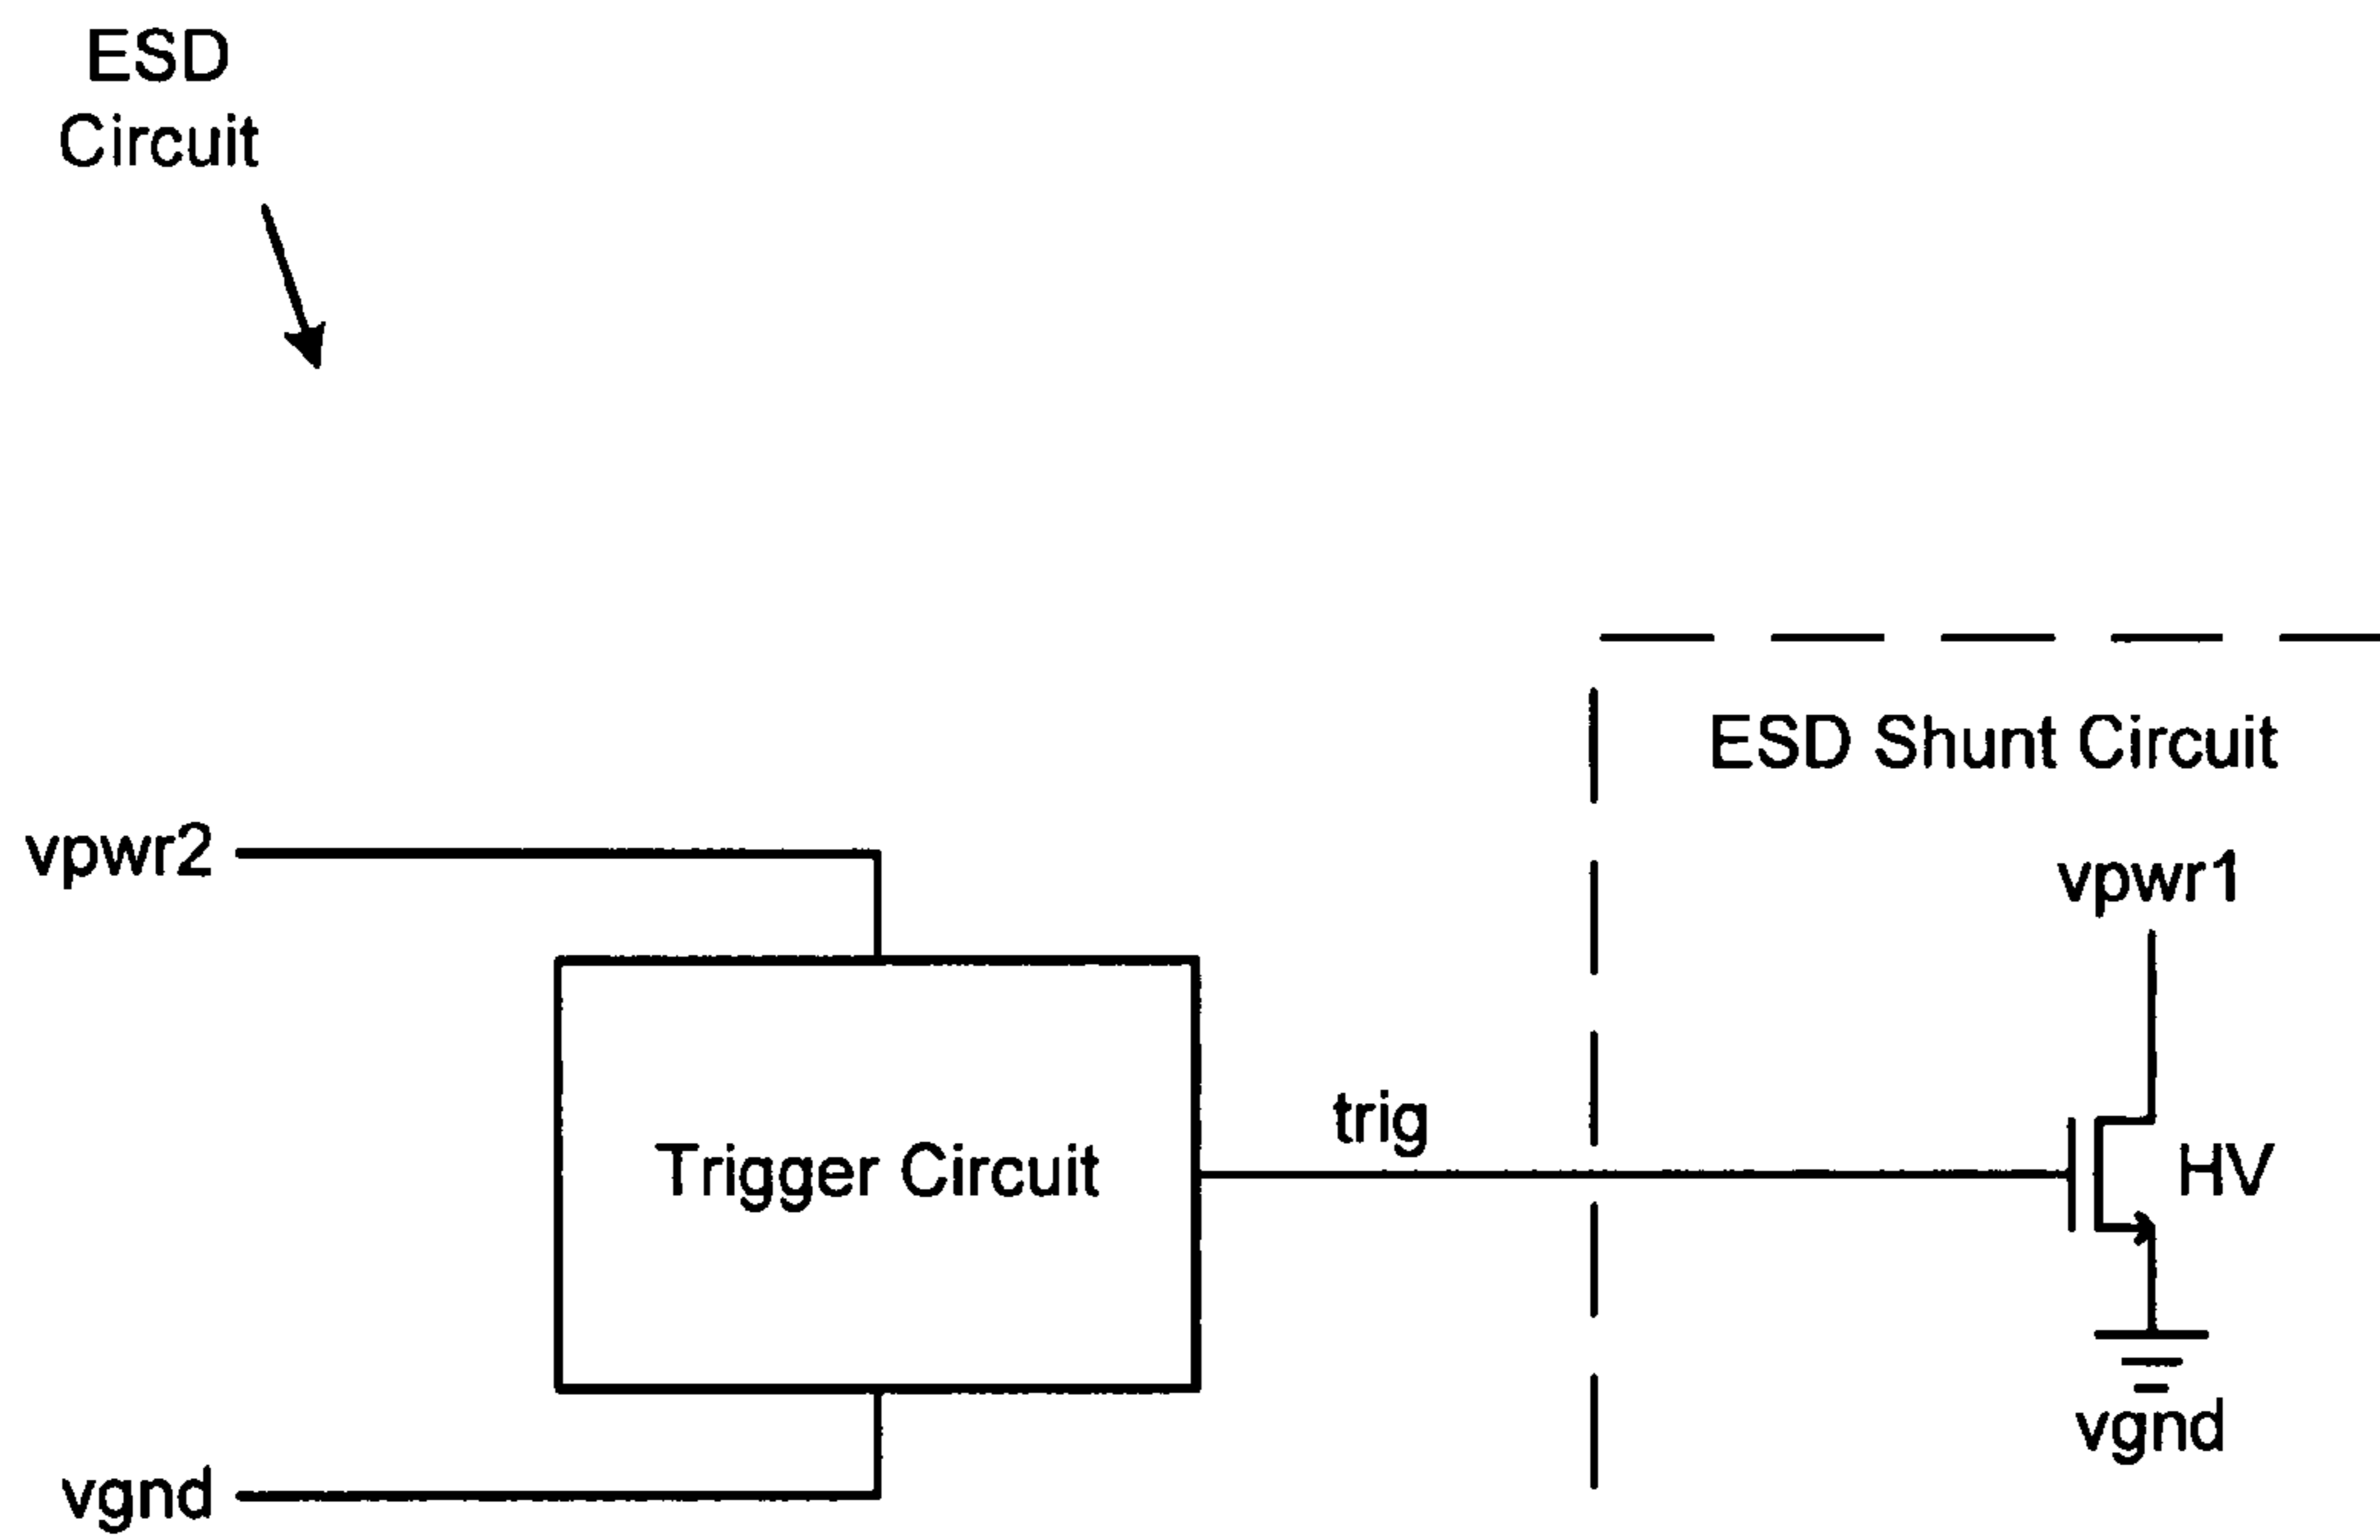 ESD
Circuit
ESD Shunt Circuit
vpwr2
vpwr1
trig
Trigger Circuit
HV
vgnd
vgnd